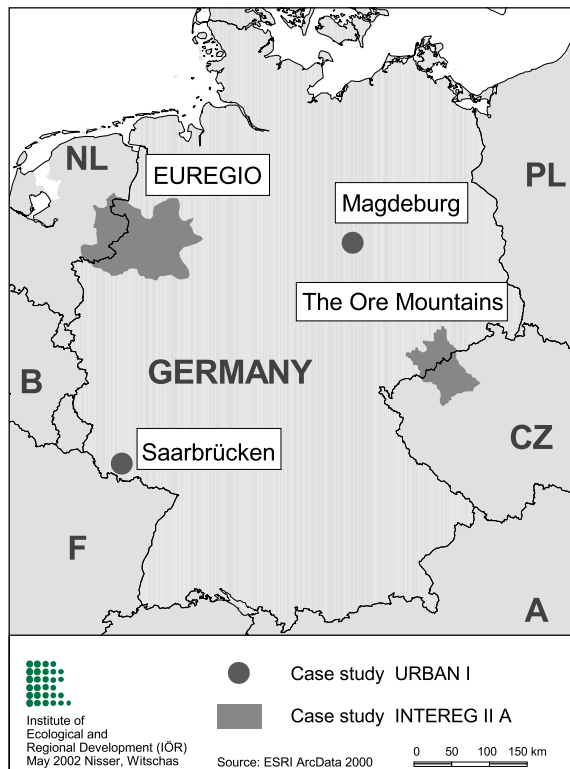 NL
EUREGIO
PL
Magdeburg
The Ore Mountains
B
GERMANY
CZ
Saarbrücken
F
A
Case study URBAN I
Case study INTEREG II A
Institute of
Ecological and
Regional Development (IÖR)
May 2002 Nisser, Witschas
Source: ESRI ArcData 2000
0 50 100 150 km